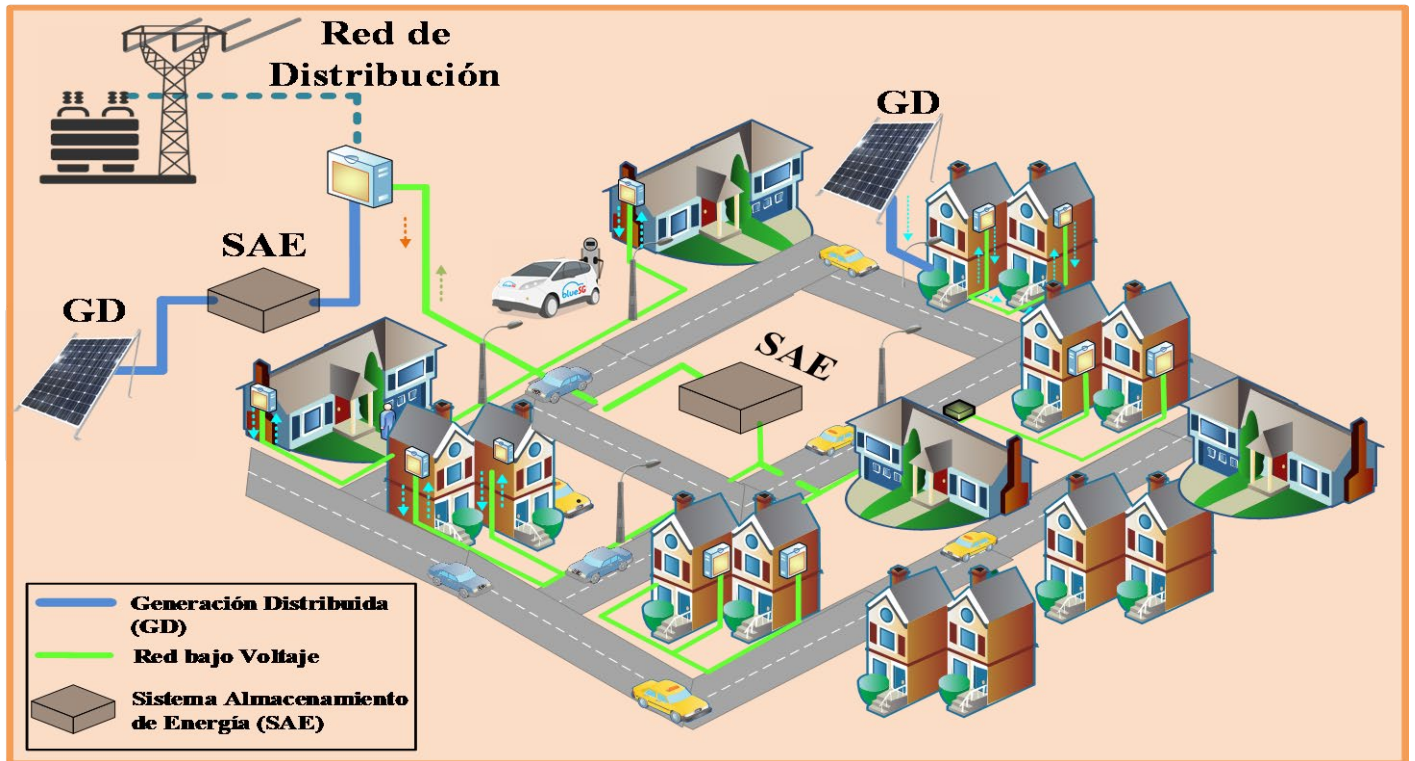 Red de
Distribución
GD
SAE
GD
blueSG
SAE
Generación Distribuida
(GD)
Red bajo Voltaje
Sistema Almacenamiento
de Energía (SAE)